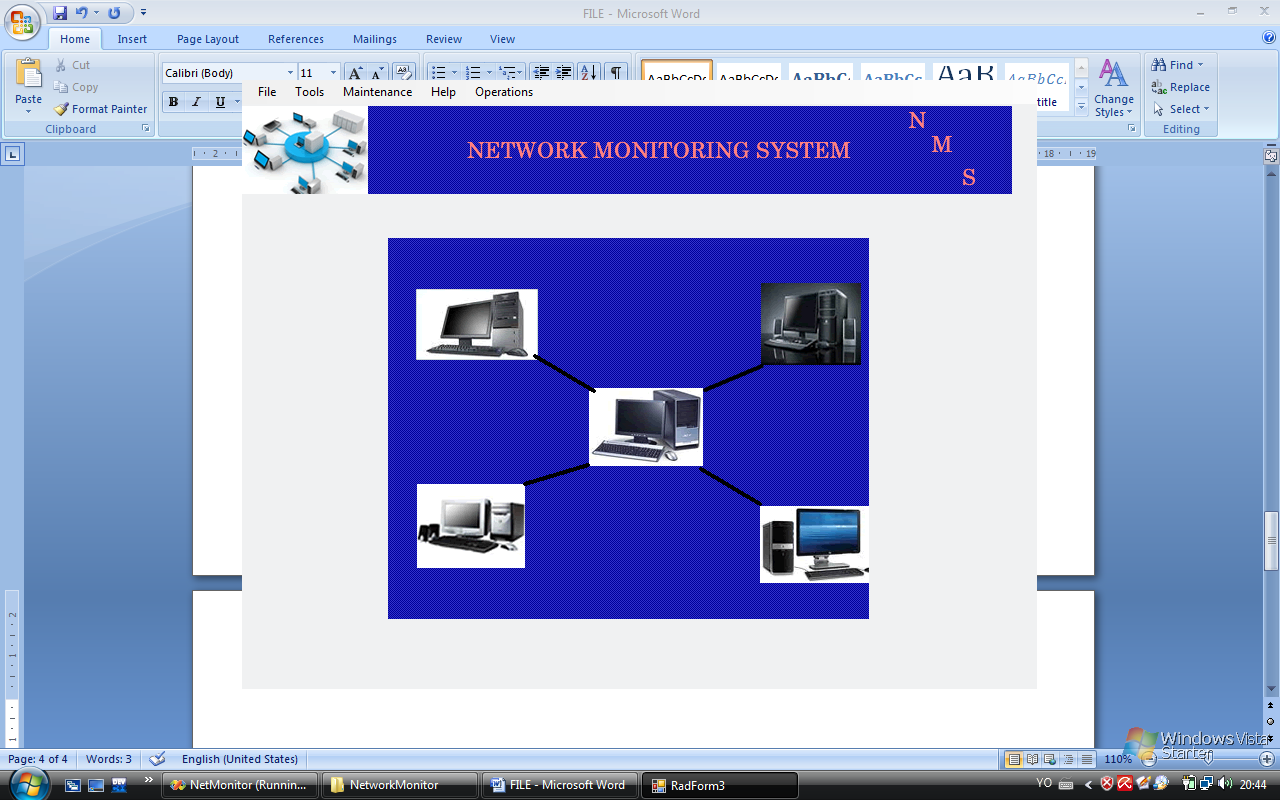 FILE - Microsoft Word
Home Insert Page Layout References Mailings Review View
Cut
Copy
Paste
Format Painter
Clipboard
Calibri (Body) 11
B I U
Change
Styles
Find
Replace
Select
Editing
File Tools Maintenance Help Operations
NETWORK MONITORING SYSTEM
N
M
S
Page: 4 of 4 Words: 3 English (United States)
110%
Windows Vista
Starter
NetMonitor (Runnin...
NetworkMonitor
FILE - Microsoft Word
RadForm3
YO
20:44